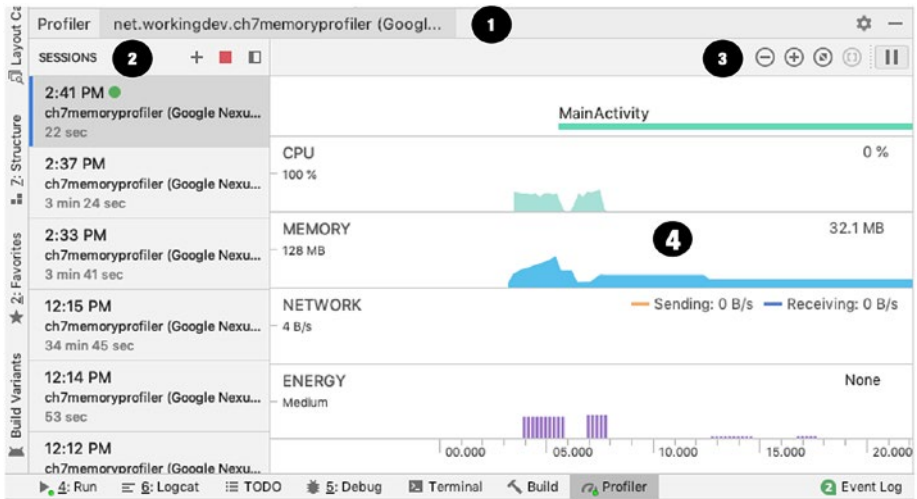 Profiler net.workingdev.ch7memoryprofiler (Googl... 1
SESSIONS 2 3
2:41 PM
ch7memoryprofiler (Google Nexu...
22 sec
2:37 PM
ch7memoryprofiler (Google Nexu...
3 min 24 sec
2:33 PM
ch7memoryprofiler (Google Nexu...
3 min 41 sec
12:15 PM
ch7memoryprofiler (Google Nexu...
34 min 45 sec
12:14 PM
ch7memoryprofiler (Google Nexu...
53 sec
12:12 PM
ch7memoryprofiler (Google Nexu...
MainActivity
CPU 0 %
100 %
MEMORY 4 32.1 MB
128 MB
NETWORK Sending: 0 B/s Receiving: 0 B/s
4 B/s
ENERGY None
Medium
00.000 05.000 10.000 15.000 20.000
Layout Ca
Z: Structure
2: Favorites
Build Variants
4: Run 6: Logcat TODO 5: Debug Terminal Build Profiler 2 Event Log